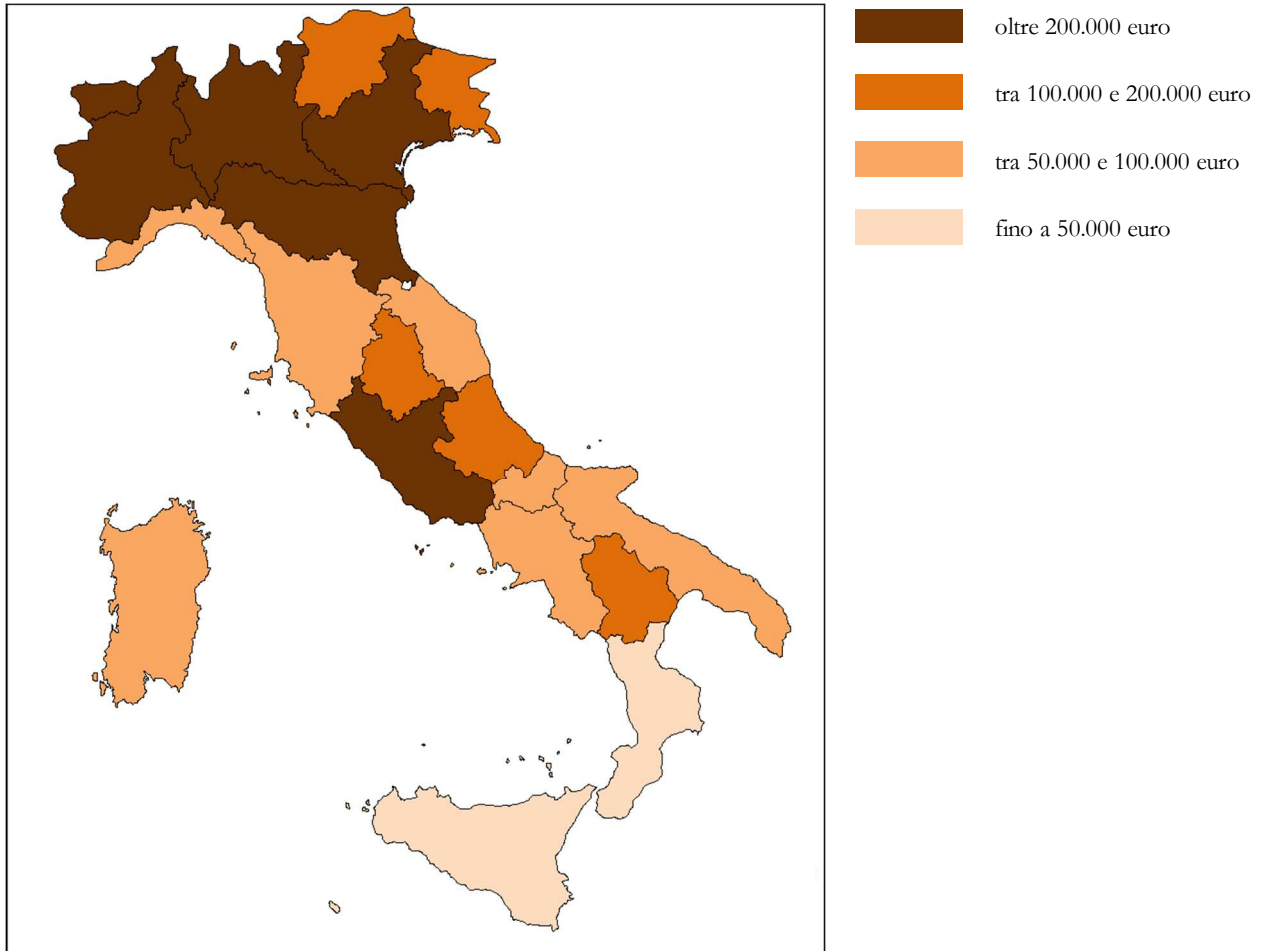 oltre 200.000 euro
tra 100.000 e 200.000 euro
tra 50.000 e 100.000 euro
fino a 50.000 euro